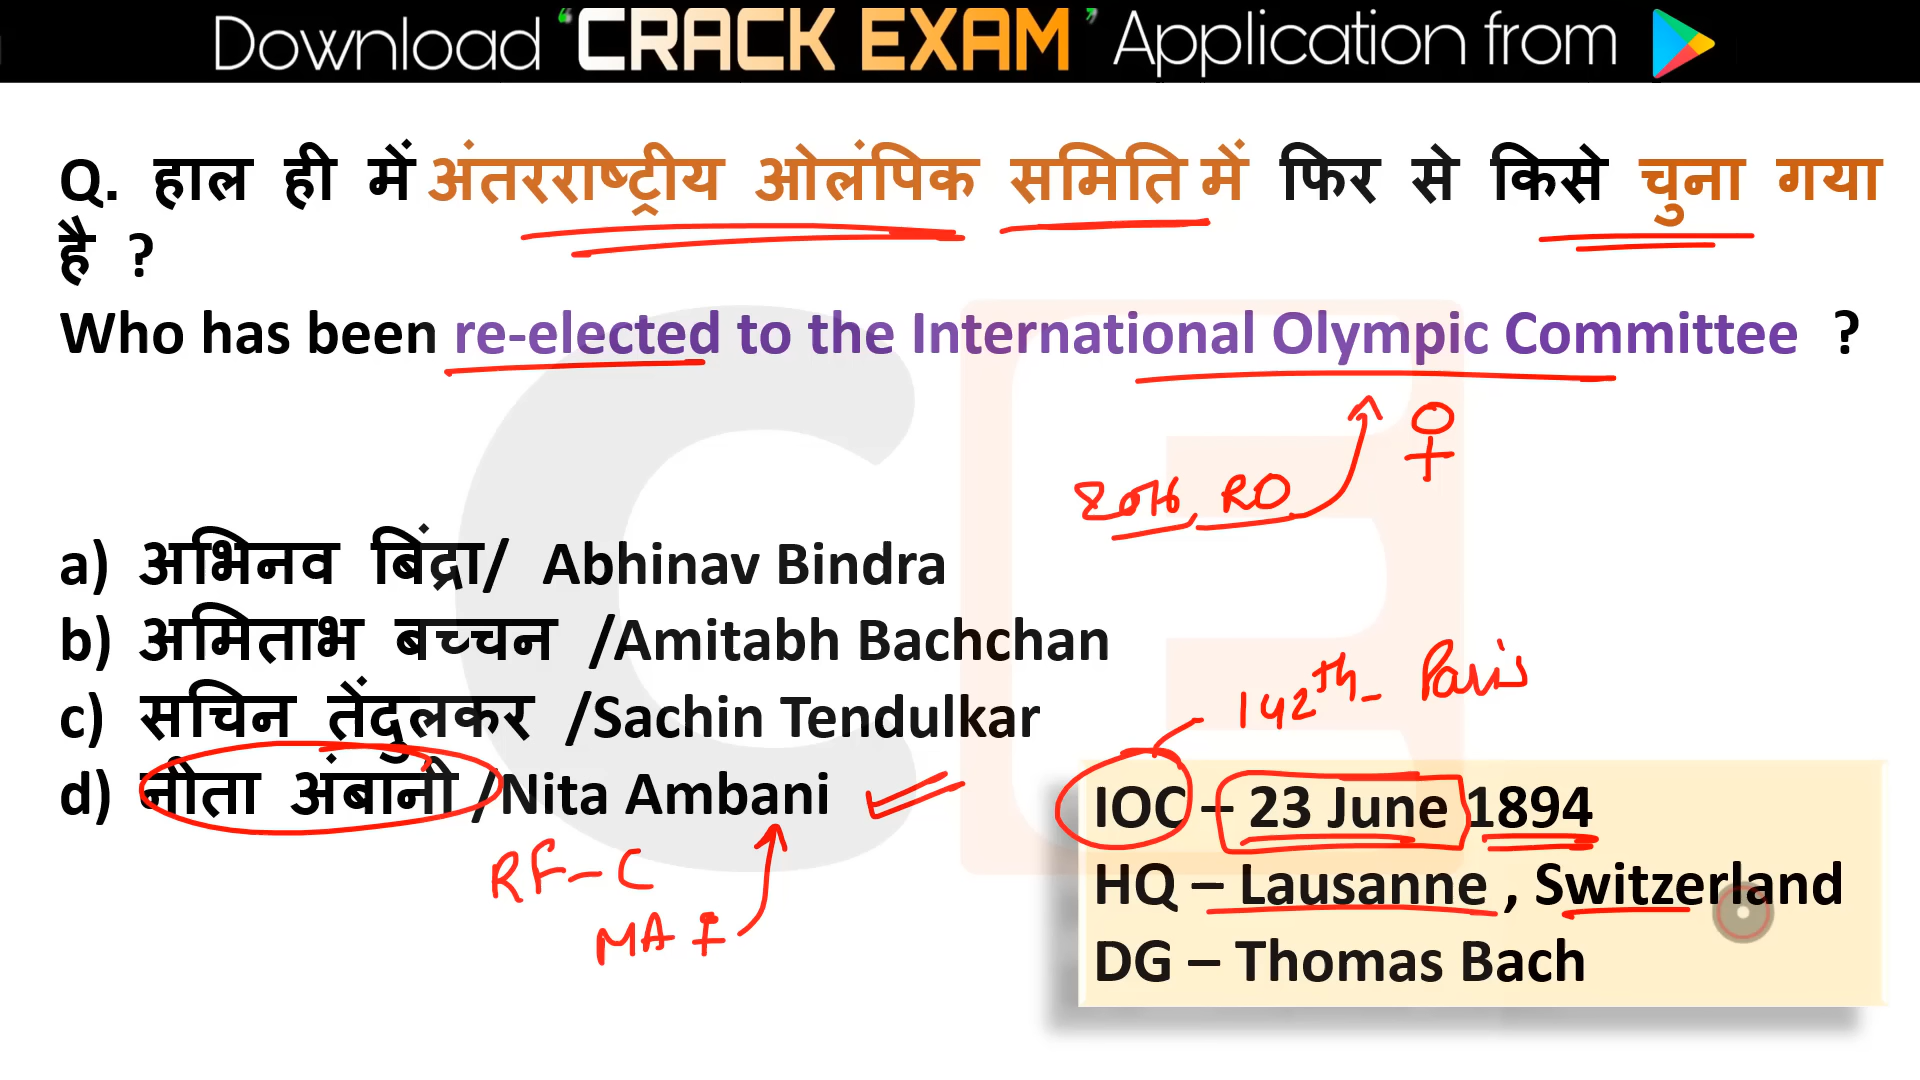 Download "CRACK EXAM" Application from
Q. हाल ही में अंतरराष्ट्रीय ओलंपिक समिति में फिर से किसे चुना गया
है ?
Who has been re-elected to the International Olympic Committee ?
2016, RO
a) अभिनव बिंद्रा/ Abhinav Bindra
b) अमिताभ बच्चन /Amitabh Bachchan
c) सचिन तेंदुलकर /Sachin Tendulkar
d) नीता अंबानी /Nita Ambani
RF-C
MA
142th- Paris
IOC – 23 June 1894
HQ – Lausanne , Switzerland
DG – Thomas Bach